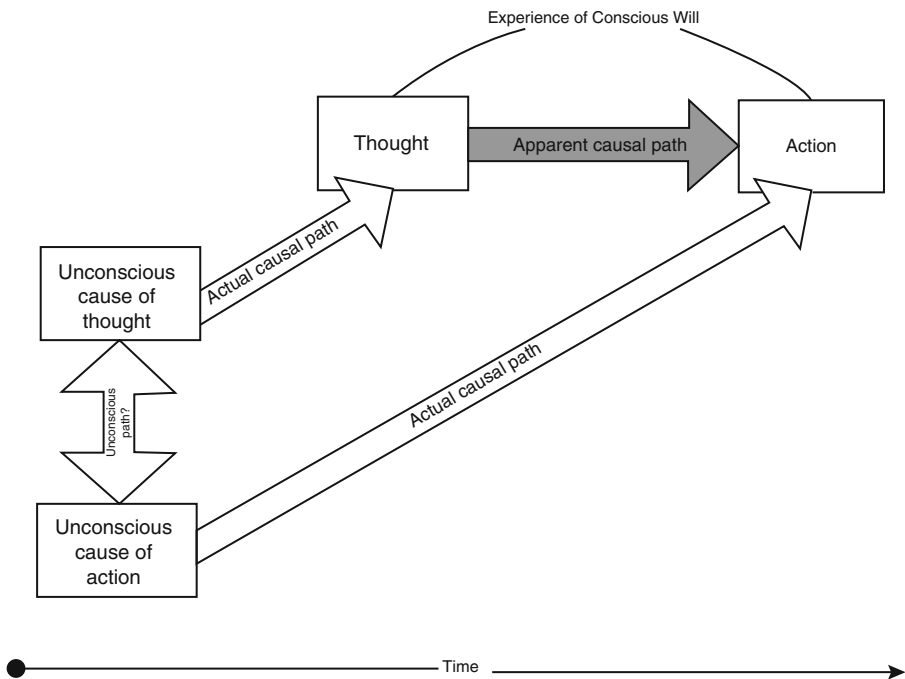 Experience of Conscious Will
Thought
Apparent causal path
Action
Actual causal path
Unconscious
cause of
thought
Actual causal path
Unconscious
path?
Unconscious
cause of
action
Time